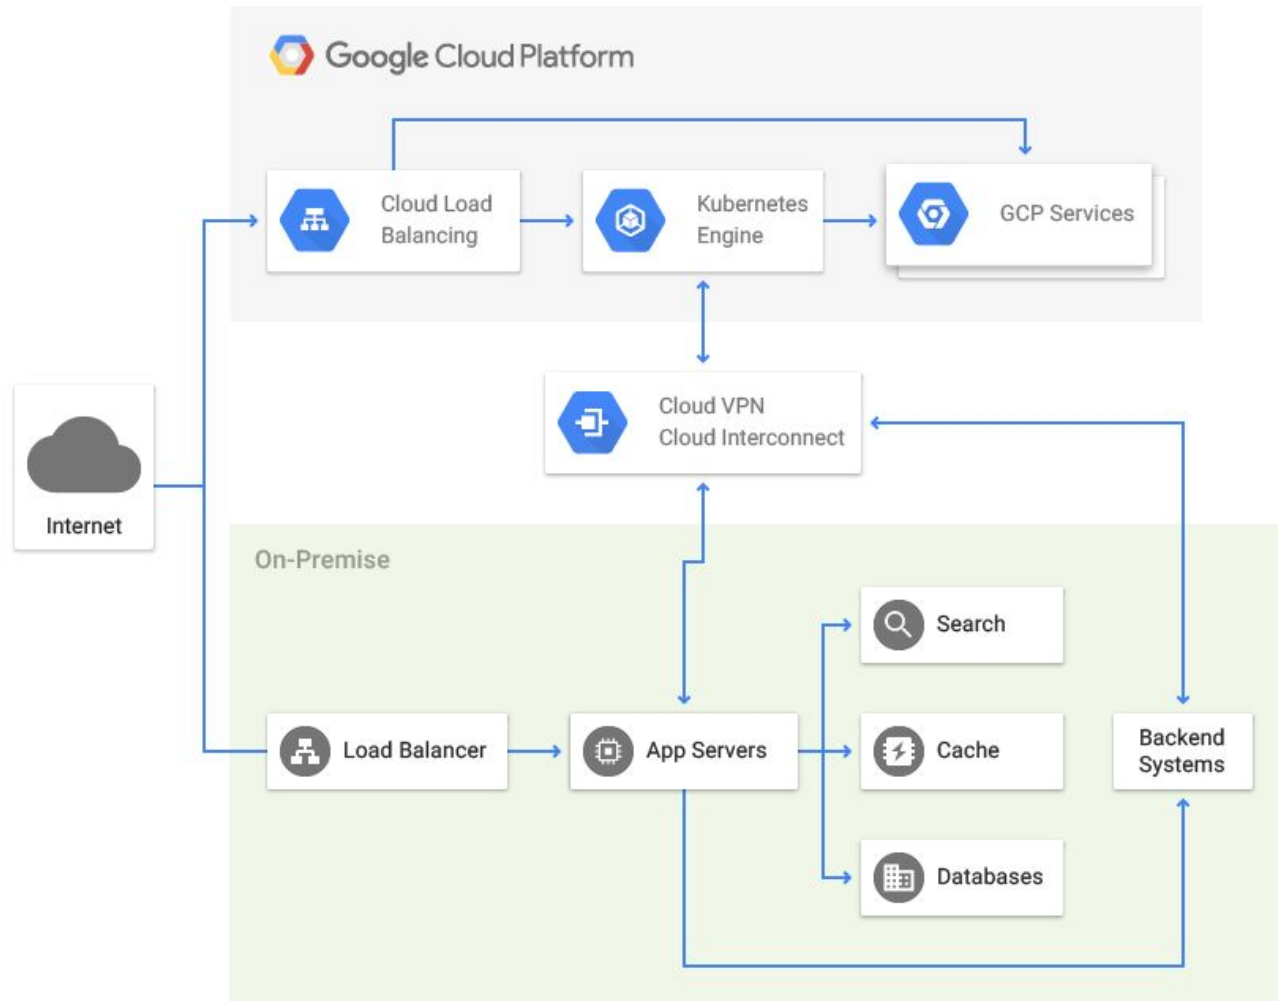 Google Cloud Platform
Cloud Load
Balancing
Kubernetes
Engine
GCP Services
Cloud VPN
Cloud Interconnect
Internet
On-Premise
Search
Load Balancer
App Servers
Cache
Backend
Systems
Databases